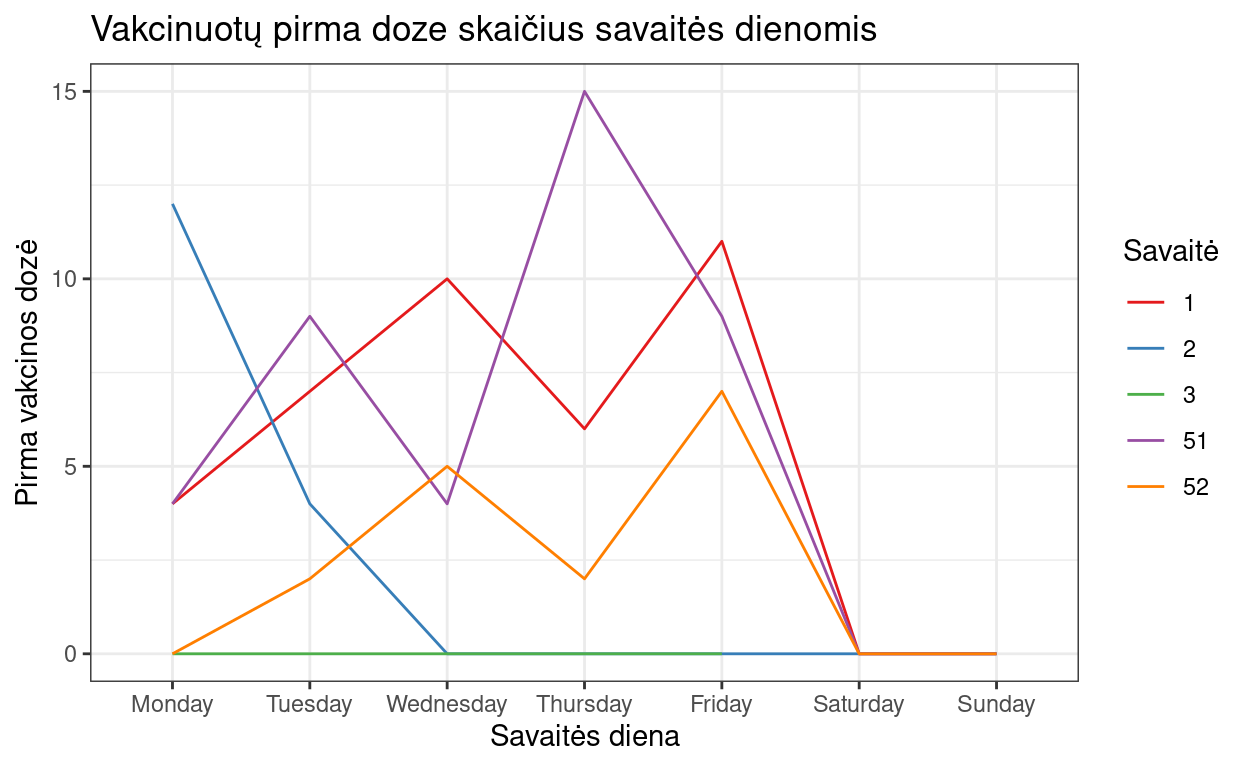 Vakcinuotų pirma doze skaičius savaitės dienomis
Pirma vakcinos dozė
15
10
5
0
Monday Tuesday Wednesday Thursday Friday Saturday Sunday
Savaitės diena
Savaitė
1
2
3
51
52